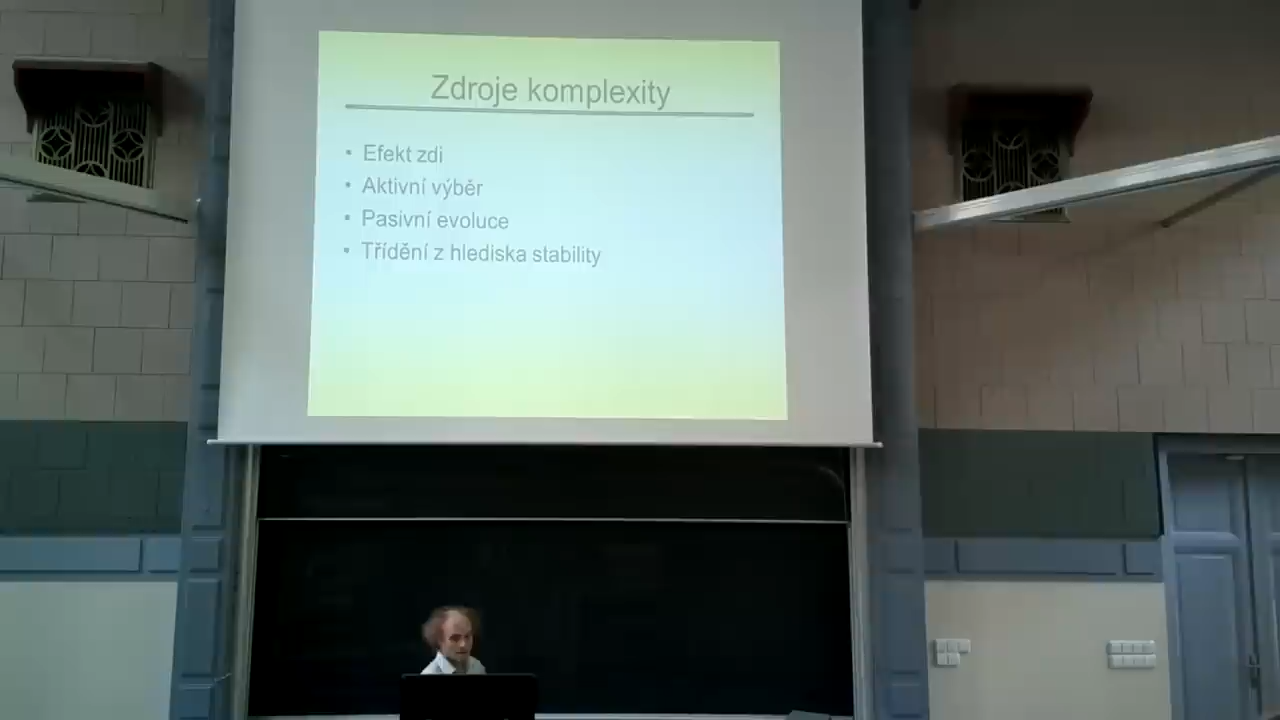 Zdroje komplexity
• Efekt zdi
• Aktivní výběr
• Pasivní evoluce
• Třídění z hlediska stability